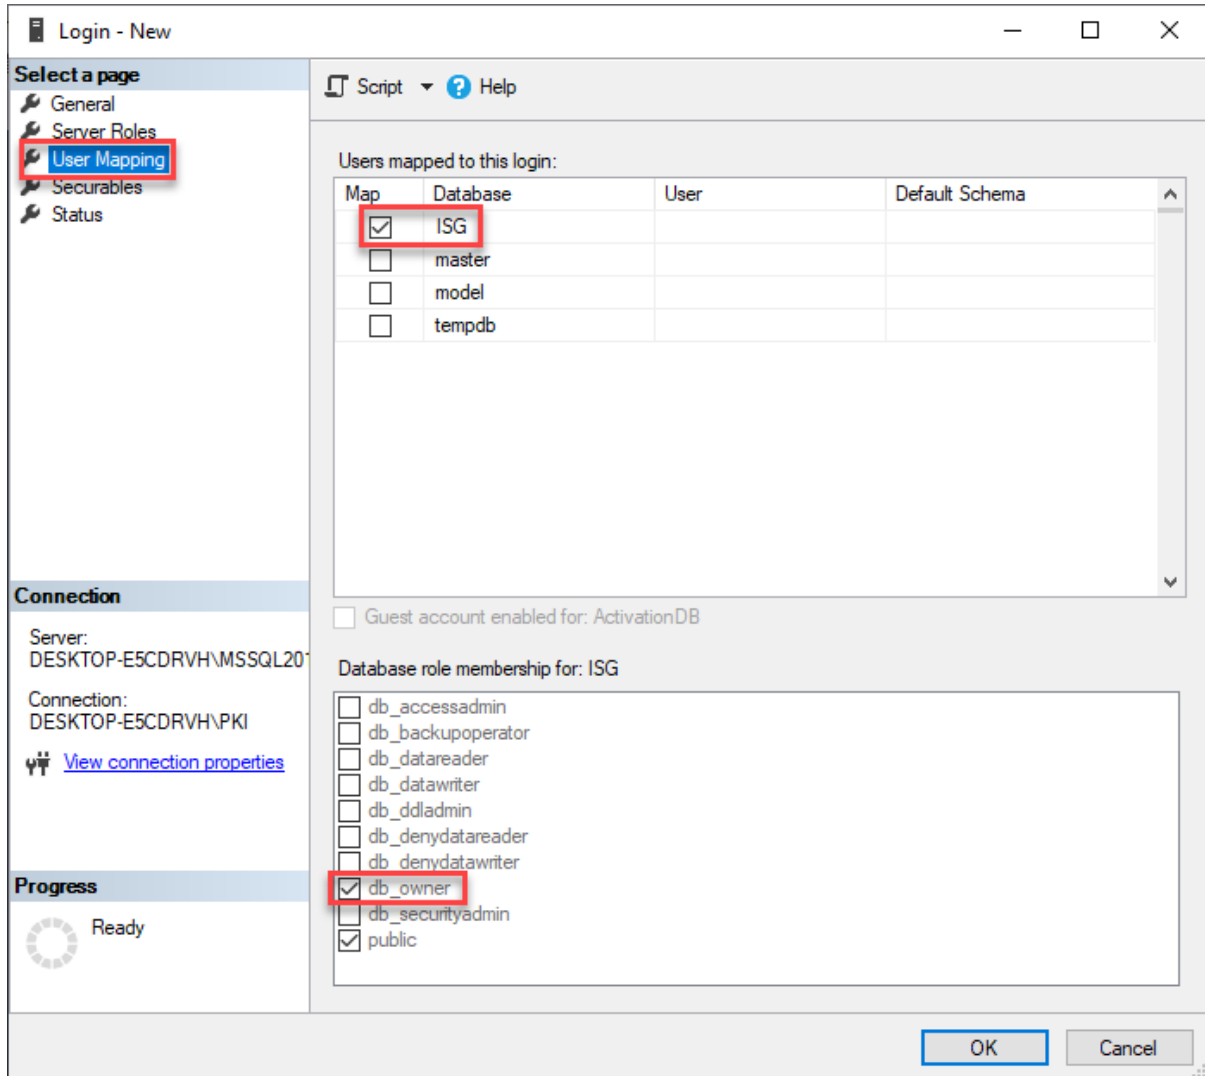 Login - New
Select a page
General
Server Roles
User Mapping
Securables
Status
Script
Help
Users mapped to this login:
Map Database User Default Schema
ISG
master
model
tempdb
Guest account enabled for: ActivationDB
Database role membership for: ISG
db_accessadmin
db_backupoperator
db_datareader
db_datawriter
db_ddladmin
db_denydatareader
db_denydatawriter
db_owner
db_securityadmin
public
Connection
Server:
DESKTOP-E5CDRVH\MSSQL201
Connection:
DESKTOP-E5CDRVH\PKI
View connection properties
Progress
Ready
OK
Cancel